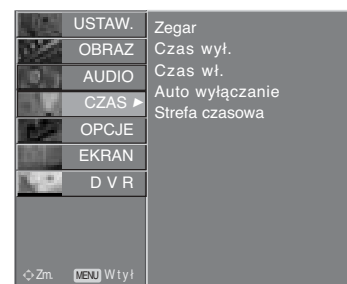 USTAW.
OBRAZ
AUDIO
CZAS ►
OPCJE
EKRAN
D V R
Zm. MENU Wtył
Zegar
Czas wył.
Czas wł.
Auto wyłączanie
Strefa czasowa